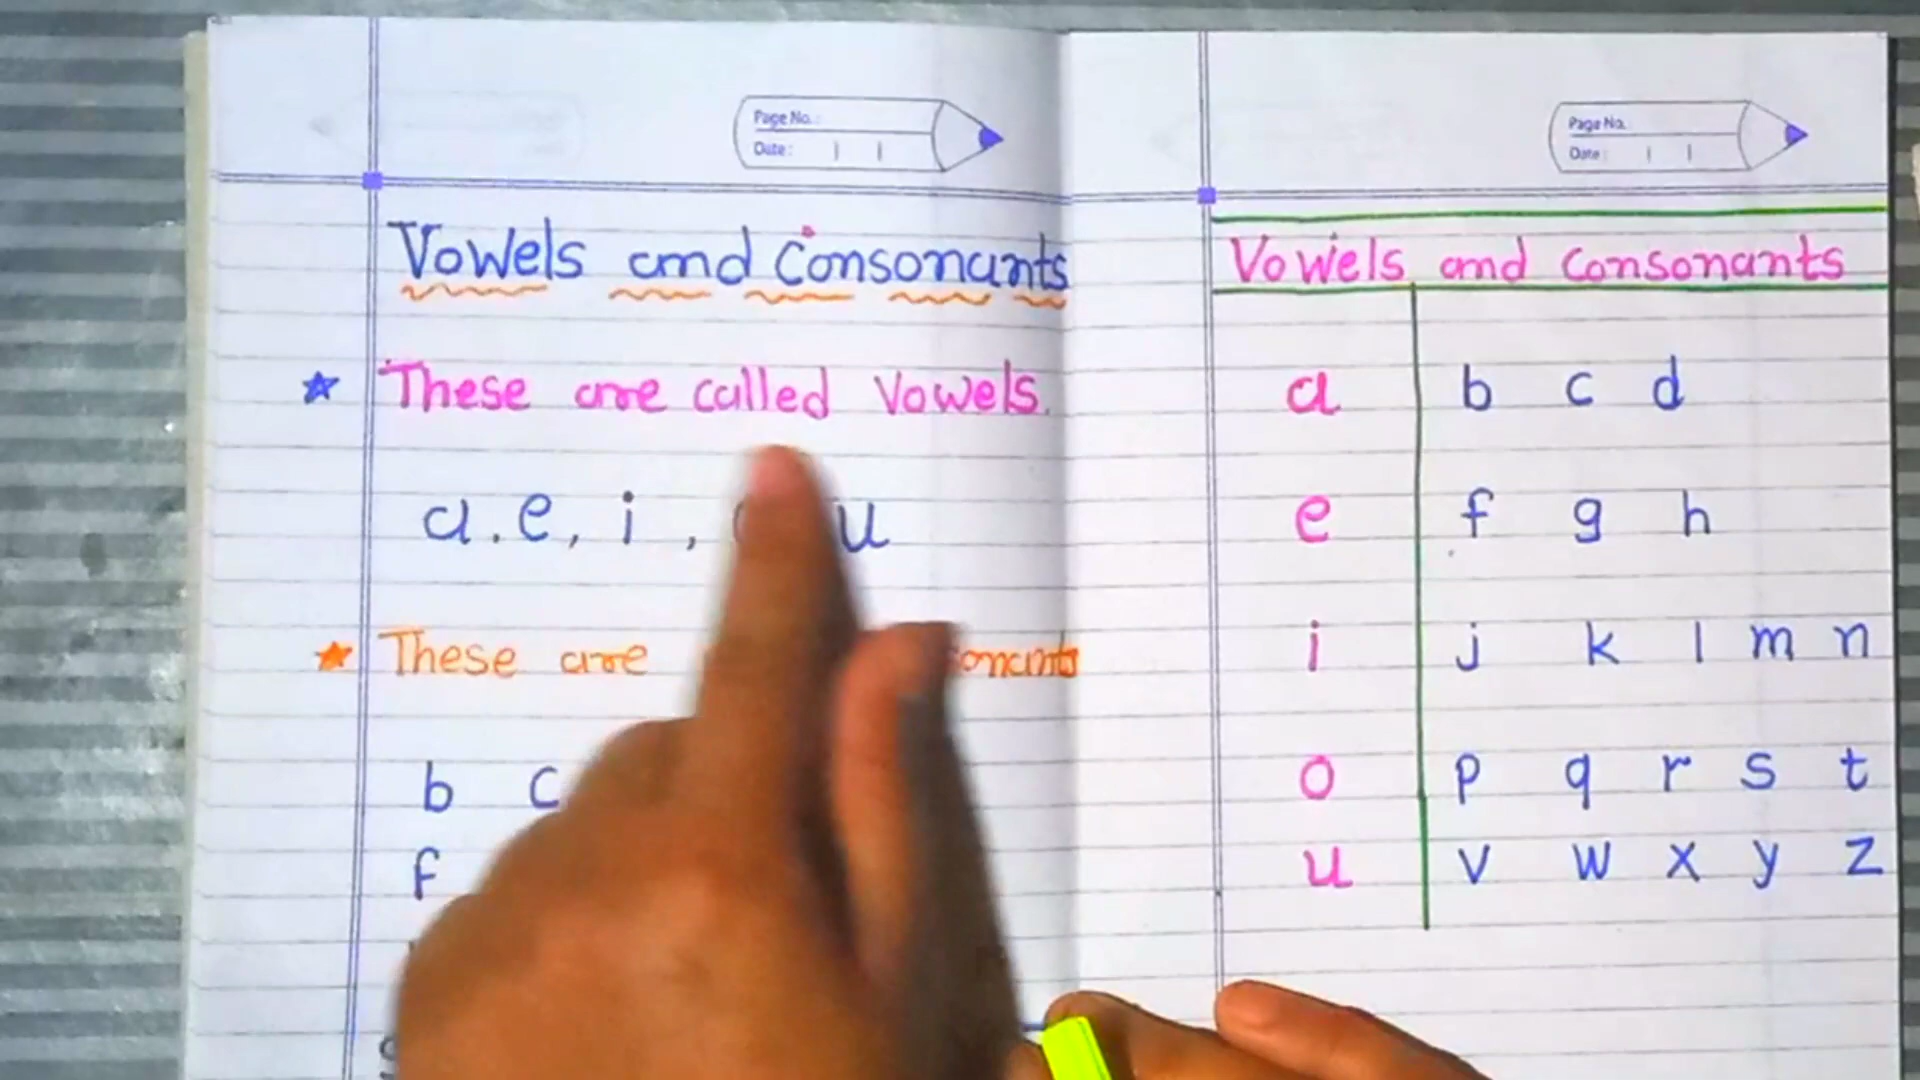 Page No.
Date:
Vowels and Consonants
These are called Vowels.
a. e, i, u
These are
b c
f
Page No.
Date:
Vowels and consonants
a b c d
e f g h
i j k l m n
o p q r s t
u v w x y z